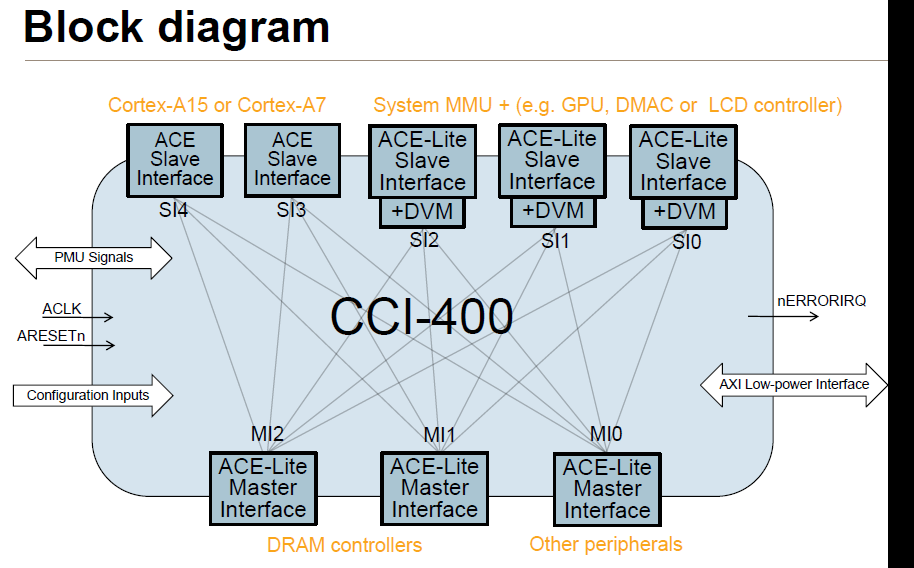 Block diagram
Cortex-A15 or Cortex-A7
System MMU + (e.g. GPU, DMAC or LCD controller)
ACE
Slave
Interface
ACE
Slave
Interface
ACE-Lite
Slave
Interface
+DVM
ACE-Lite
Slave
Interface
+DVM
ACE-Lite
Slave
Interface
+DVM
SI4
SI3
SI2
SI1
SI0
PMU Signals
ACLK
ARESETn
Configuration Inputs
CCI-400
nERRORIRQ
AXI Low-power Interface
MI2
MI1
MI0
ACE-Lite
Master
Interface
ACE-Lite
Master
Interface
ACE-Lite
Master
Interface
DRAM controllers
Other peripherals